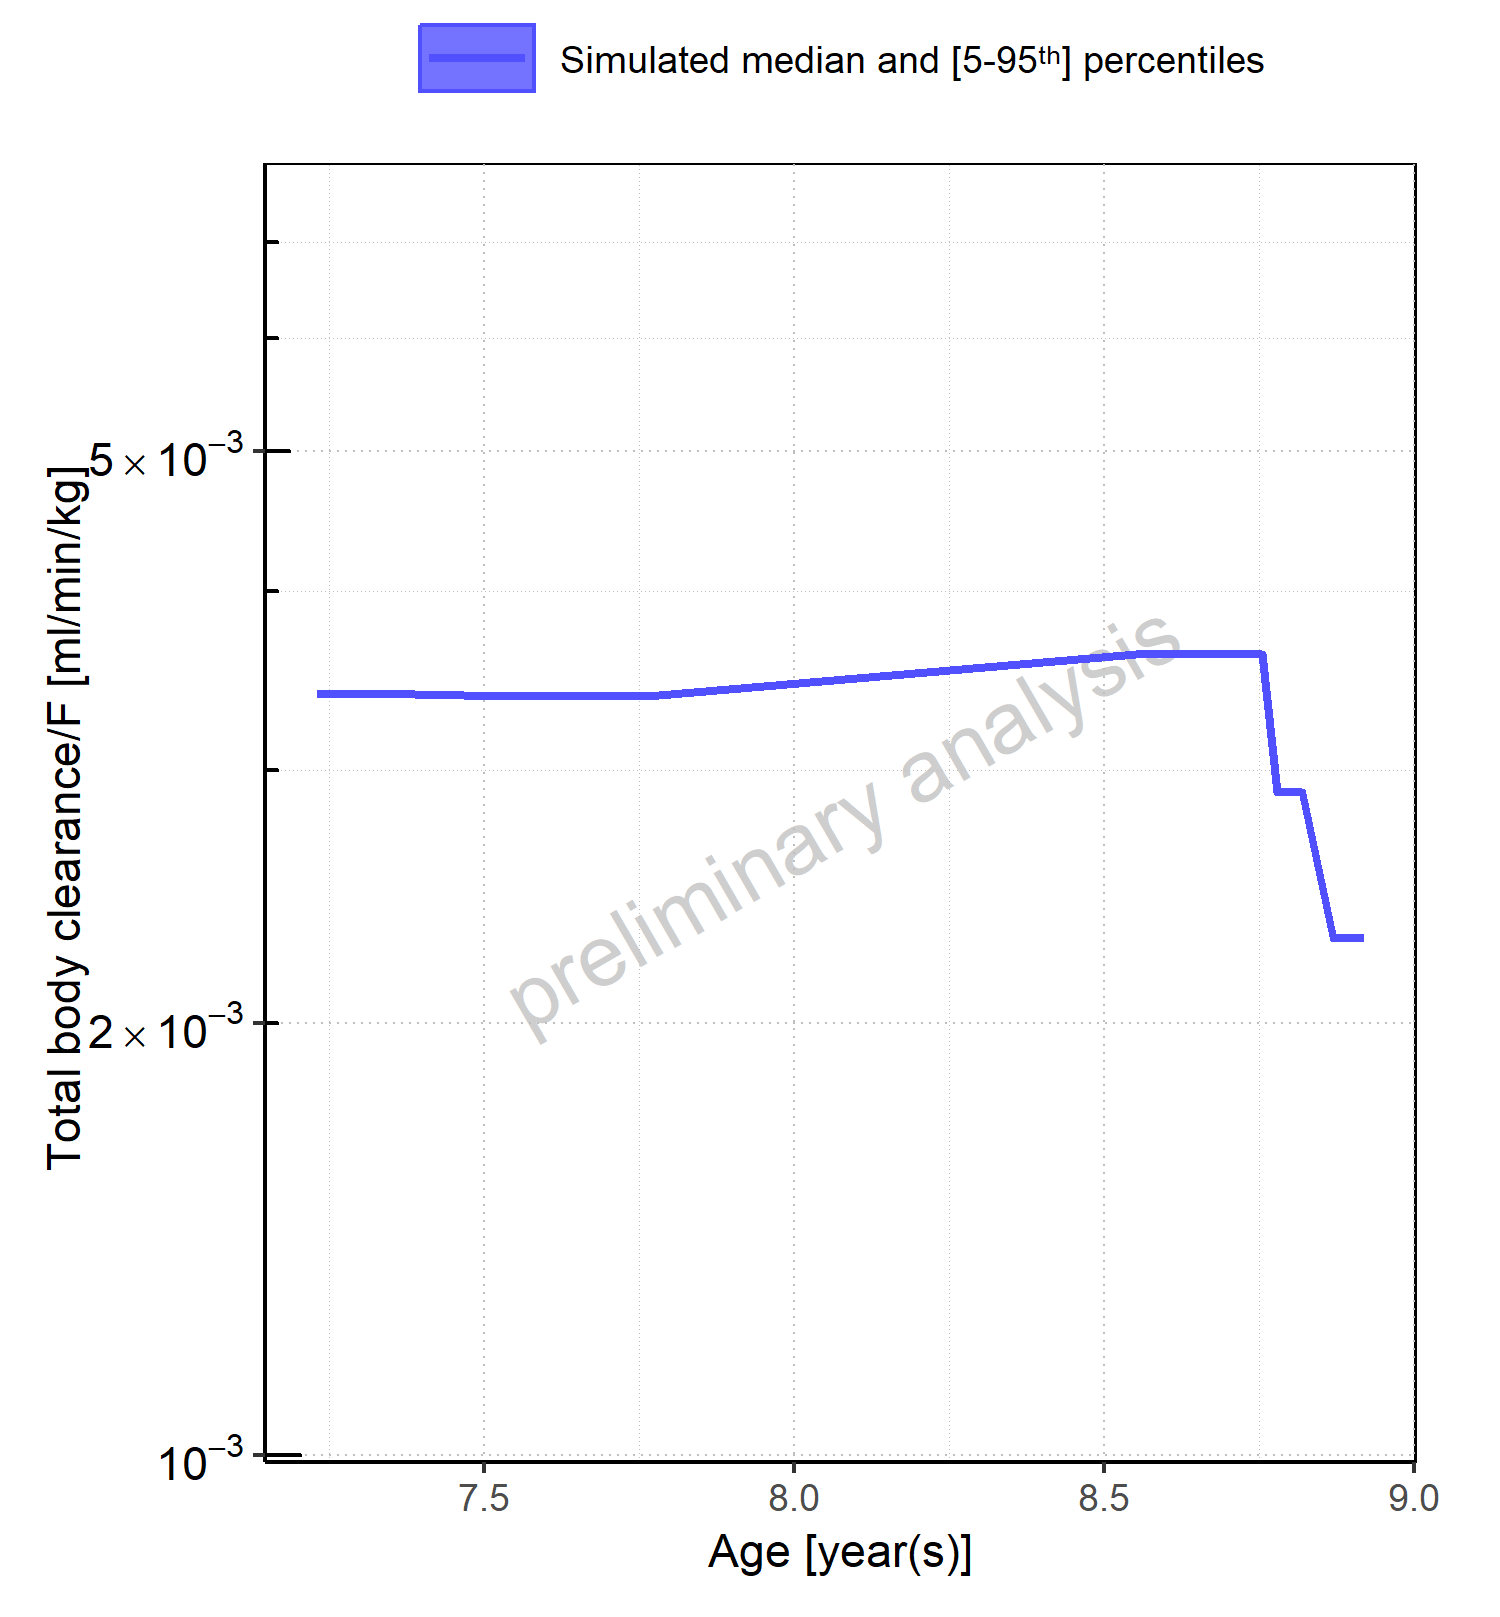 Simulated median and [5-95ᵗʰ] percentiles
Total body clearance/F [ml/min/kg]
5 × 10⁻³
2 × 10⁻³
10⁻³
preliminary analysis
7.5 8.0 8.5 9.0
Age [year(s)]